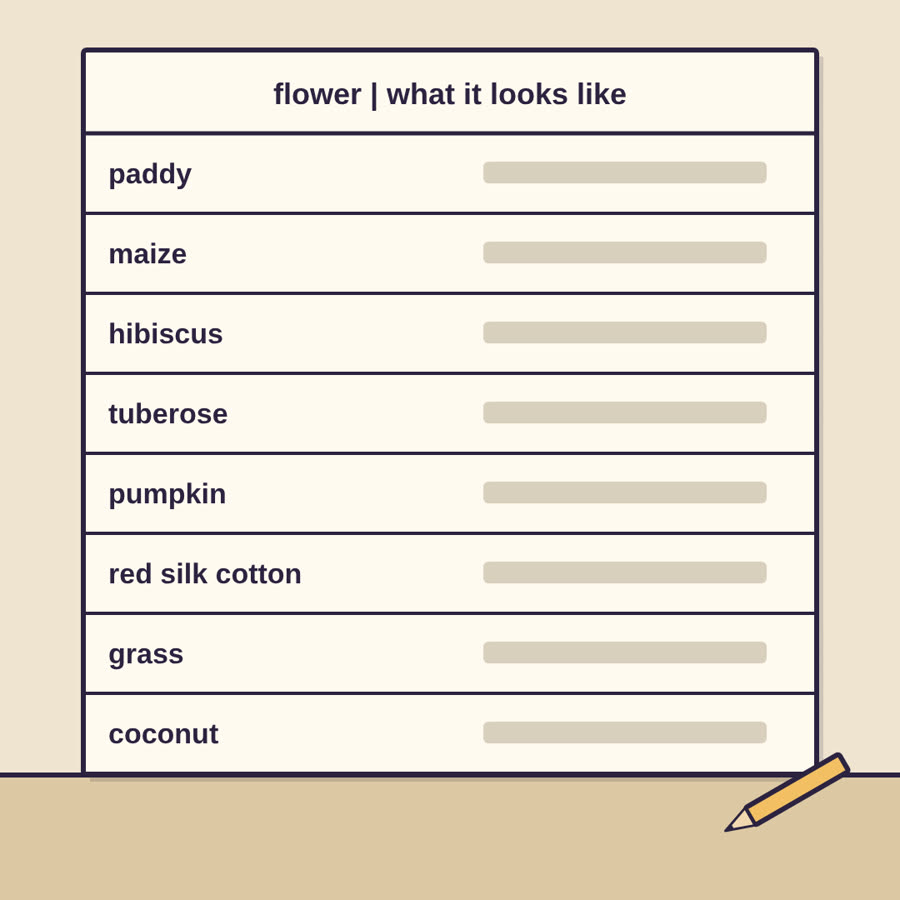 flower | what it looks like
paddy
maize
hibiscus
tuberose
pumpkin
red silk cotton
grass
coconut